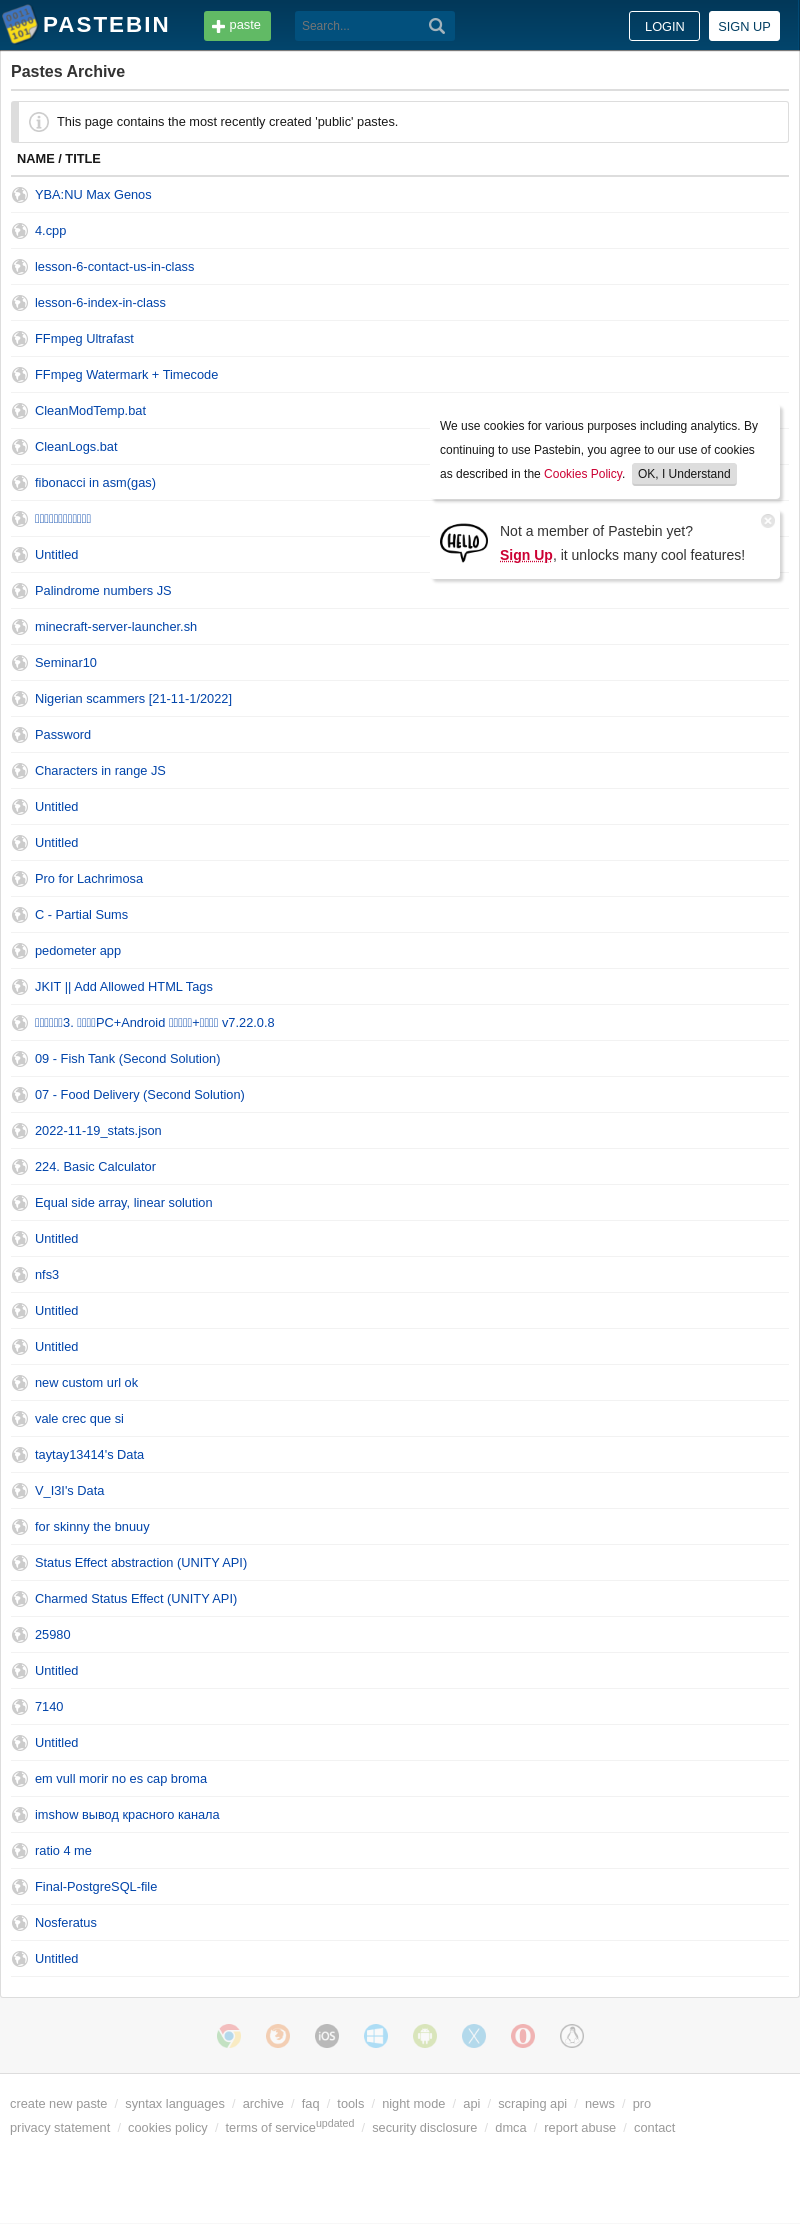 PASTEBIN
paste
Search...
LOGIN
SIGN UP
Pastes Archive
This page contains the most recently created 'public' pastes.
NAME / TITLE
YBA:NU Max Genos
4.cpp
lesson-6-contact-us-in-class
lesson-6-index-in-class
FFmpeg Ultrafast
FFmpeg Watermark + Timecode
CleanModTemp.bat
CleanLogs.bat
fibonacci in asm(gas)
Untitled
We use cookies for various purposes including analytics. By
continuing to use Pastebin, you agree to our use of cookies
as described in the Cookies Policy. OK, I Understand
HELLO
Not a member of Pastebin yet?
Sign Up, it unlocks many cool features!
Palindrome numbers JS
minecraft-server-launcher.sh
Seminar10
Nigerian scammers [21-11-1/2022]
Password
Characters in range JS
Untitled
Untitled
Pro for Lachrimosa
C - Partial Sums
pedometer app
JKIT || Add Allowed HTML Tags
3. PC+Android + v7.22.0.8
09 - Fish Tank (Second Solution)
07 - Food Delivery (Second Solution)
2022-11-19_stats.json
224. Basic Calculator
Equal side array, linear solution
Untitled
nfs3
Untitled
Untitled
new custom url ok
vale crec que si
taytay13414's Data
V_I3I's Data
for skinny the bnuuy
Status Effect abstraction (UNITY API)
Charmed Status Effect (UNITY API)
25980
Untitled
7140
Untitled
em vull morir no es cap broma
imshow вывод красного канала
ratio 4 me
Final-PostgreSQL-file
Nosferatus
Untitled
iOS
create new paste / syntax languages / archive / faq / tools / night mode / api / scraping api / news / pro
privacy statement / cookies policy / terms of service updated / security disclosure / dmca / report abuse / contact